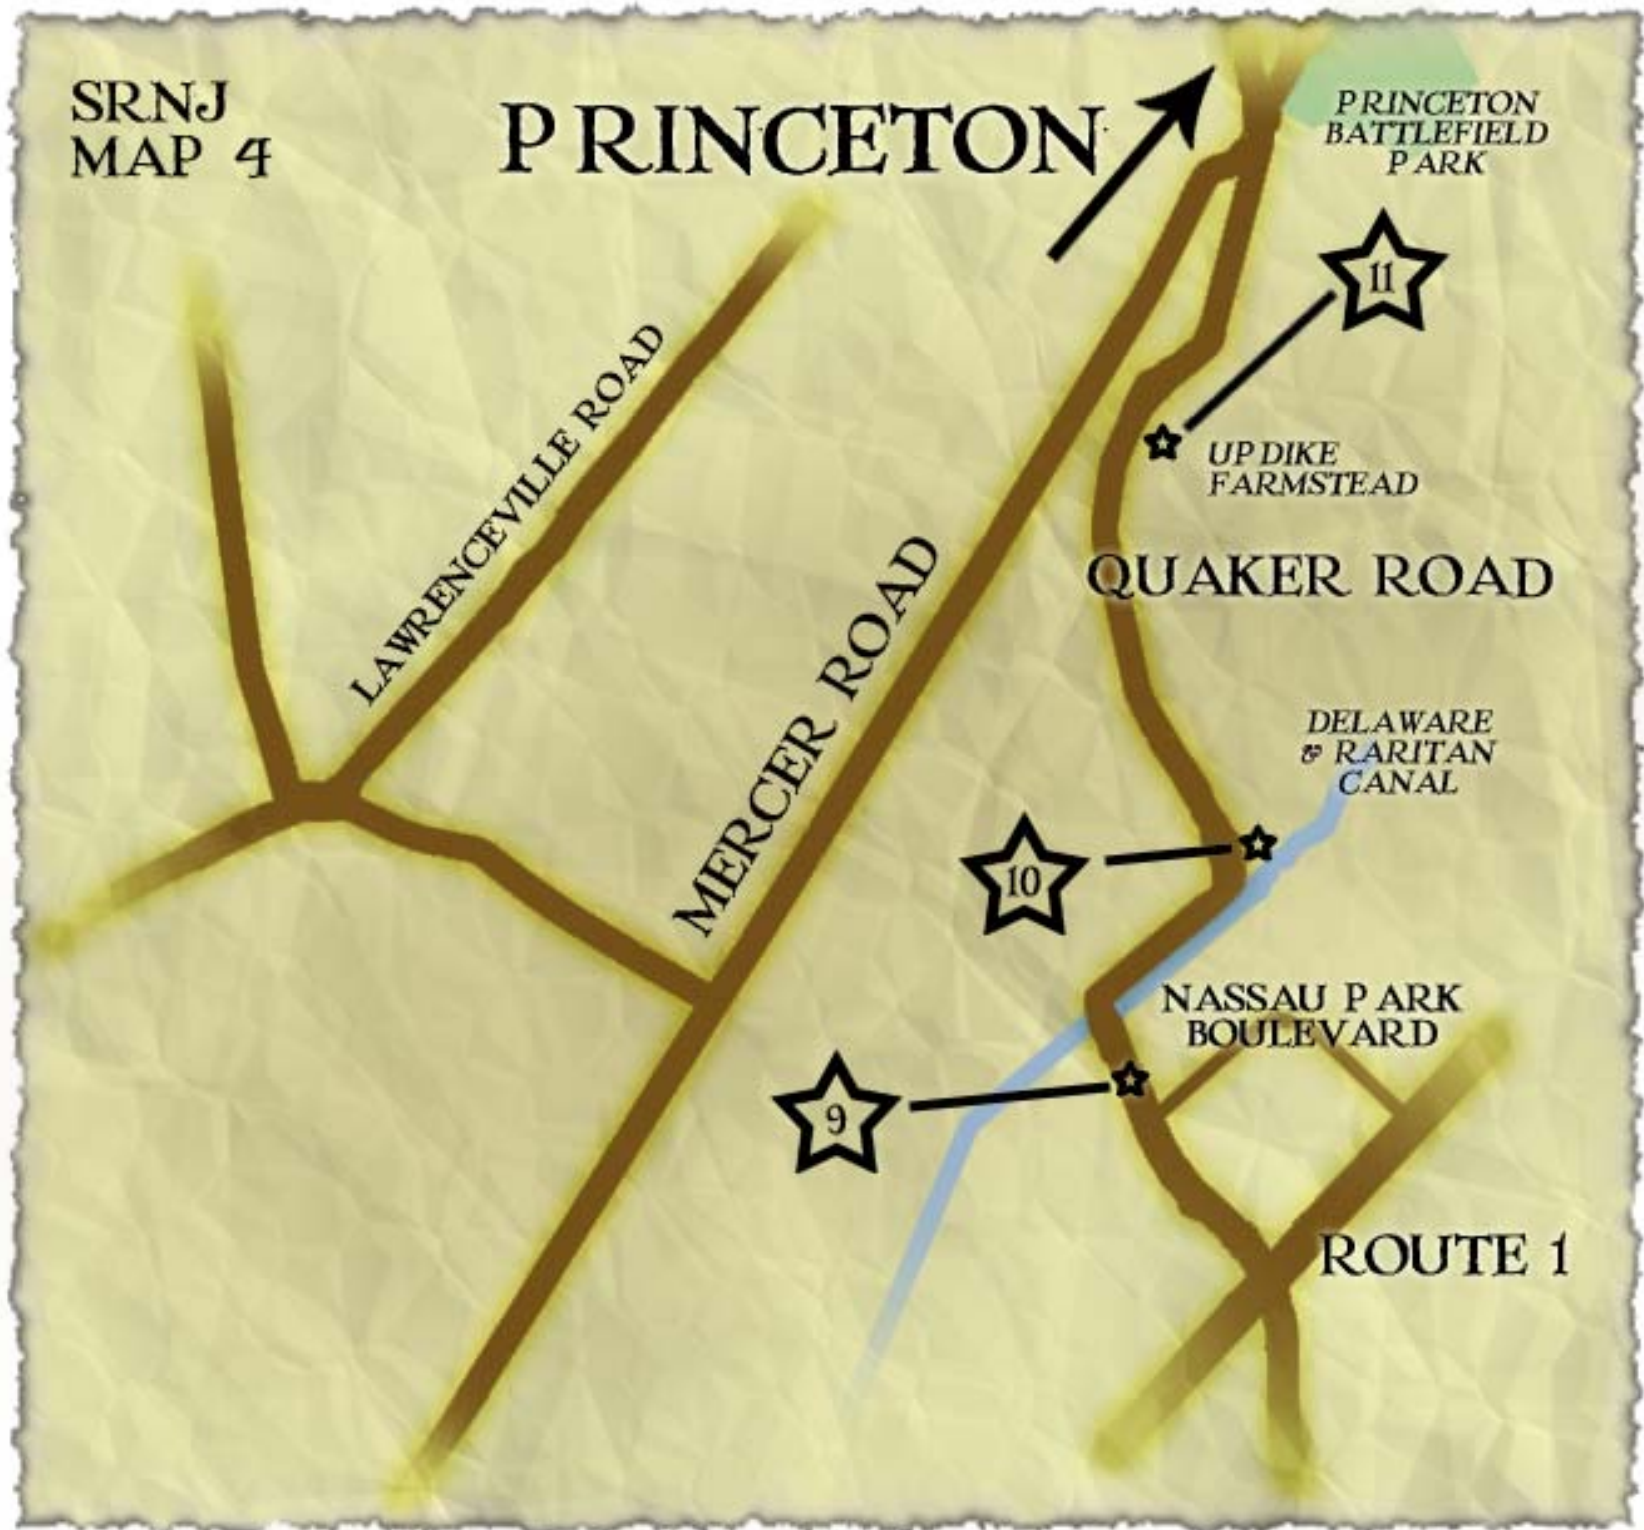 SRNJ
MAP 4
PRINCETON
PRINCETON
BATTLEFIELD
PARK
11
LAWRENCEVILLE ROAD
UPDIKE
FARMSTEAD
QUAKER ROAD
MERCER ROAD
DELAWARE
& RARITAN
CANAL
10
NASSAU PARK
BOULEVARD
9
ROUTE 1